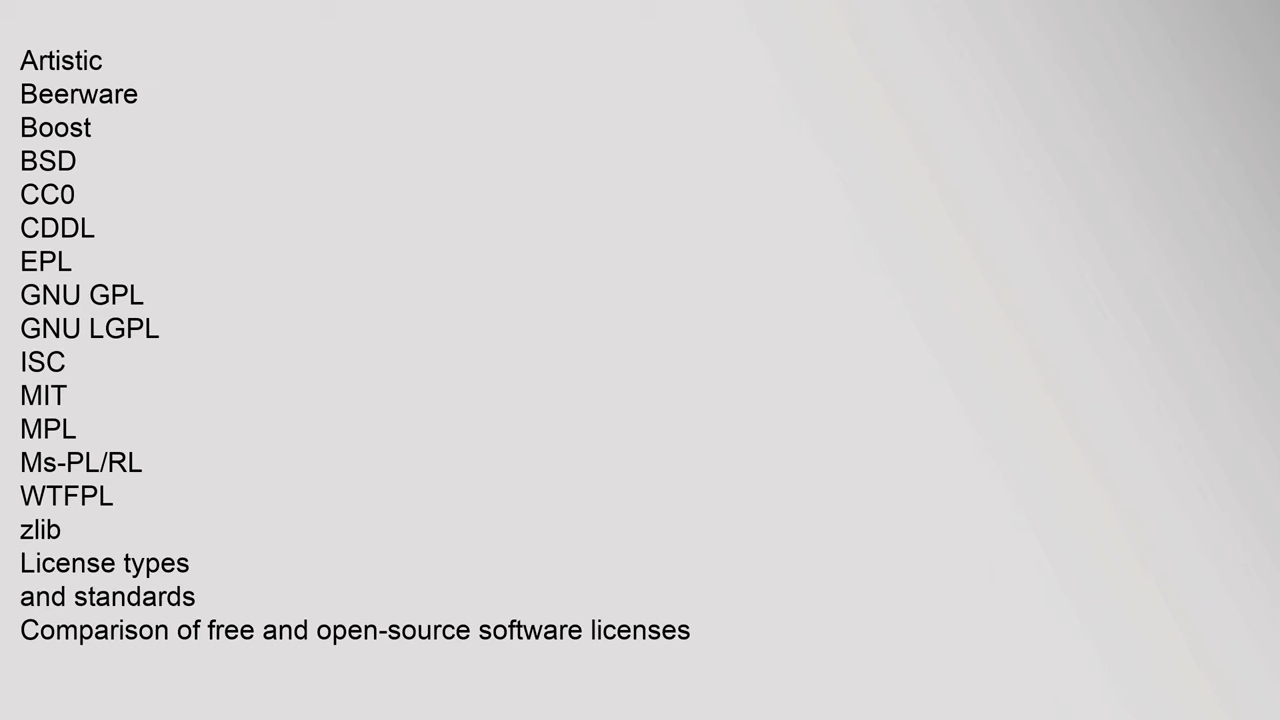 Artistic
Beerware
Boost
BSD
CC0
CDDL
EPL
GNU GPL
GNU LGPL
ISC
MIT
MPL
Ms-PL/RL
WTFPL
zlib
License types
and standards
Comparison of free and open-source software licenses